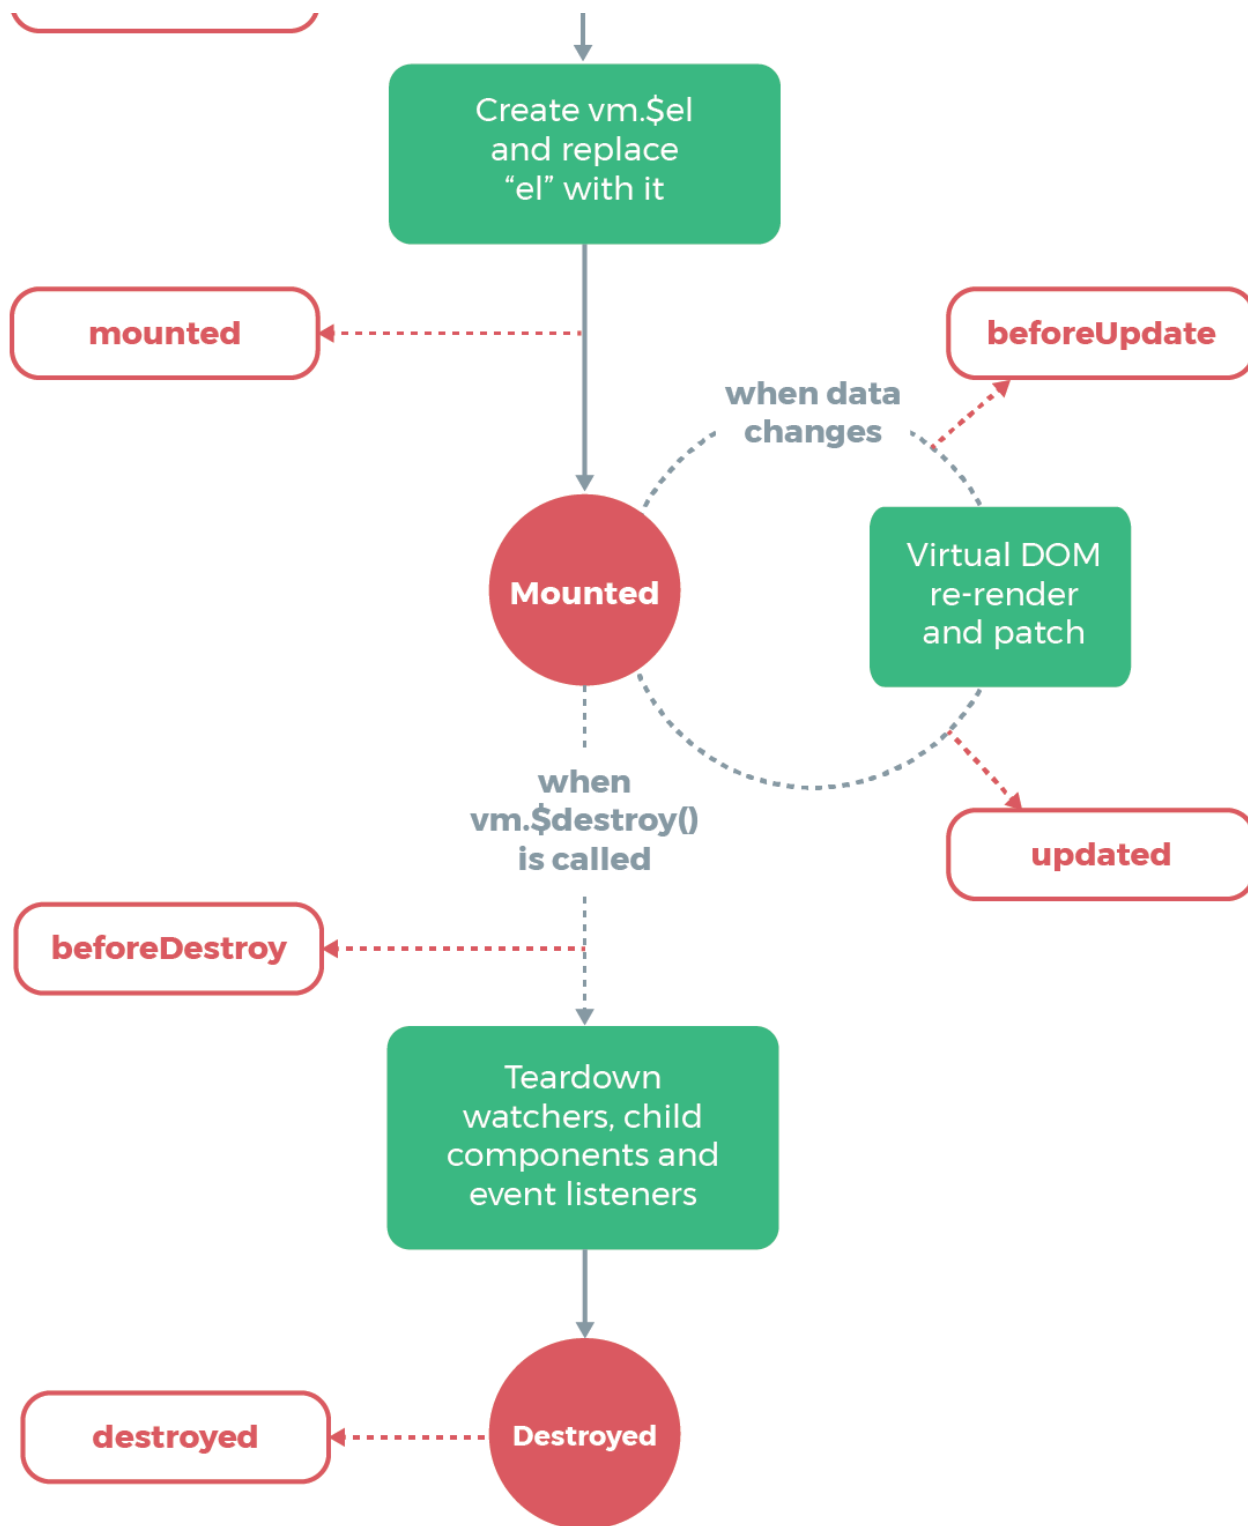 Create vm.$el
and replace
“el” with it
mounted
beforeUpdate
when data
changes
Mounted
Virtual DOM
re-render
and patch
when
vm.$destroy()
is called
updated
beforeDestroy
Teardown
watchers, child
components and
event listeners
destroyed
Destroyed